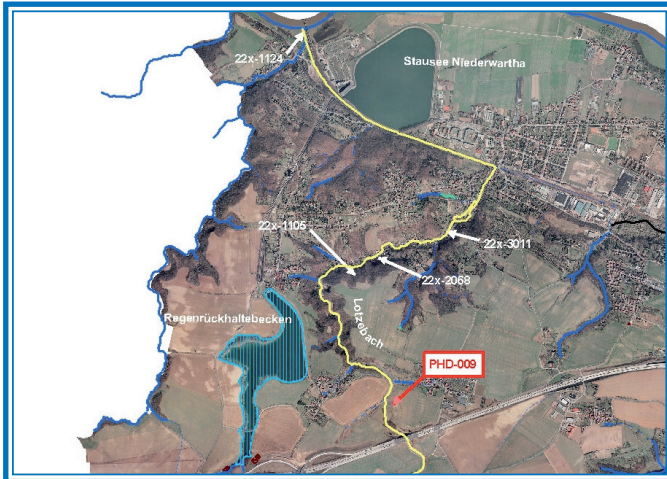 22x-1124
Stausee Niederwartha
22x-1105
22x-3011
22x-2068
Regenrückhaltebecken
Lotzebach
PHD-009